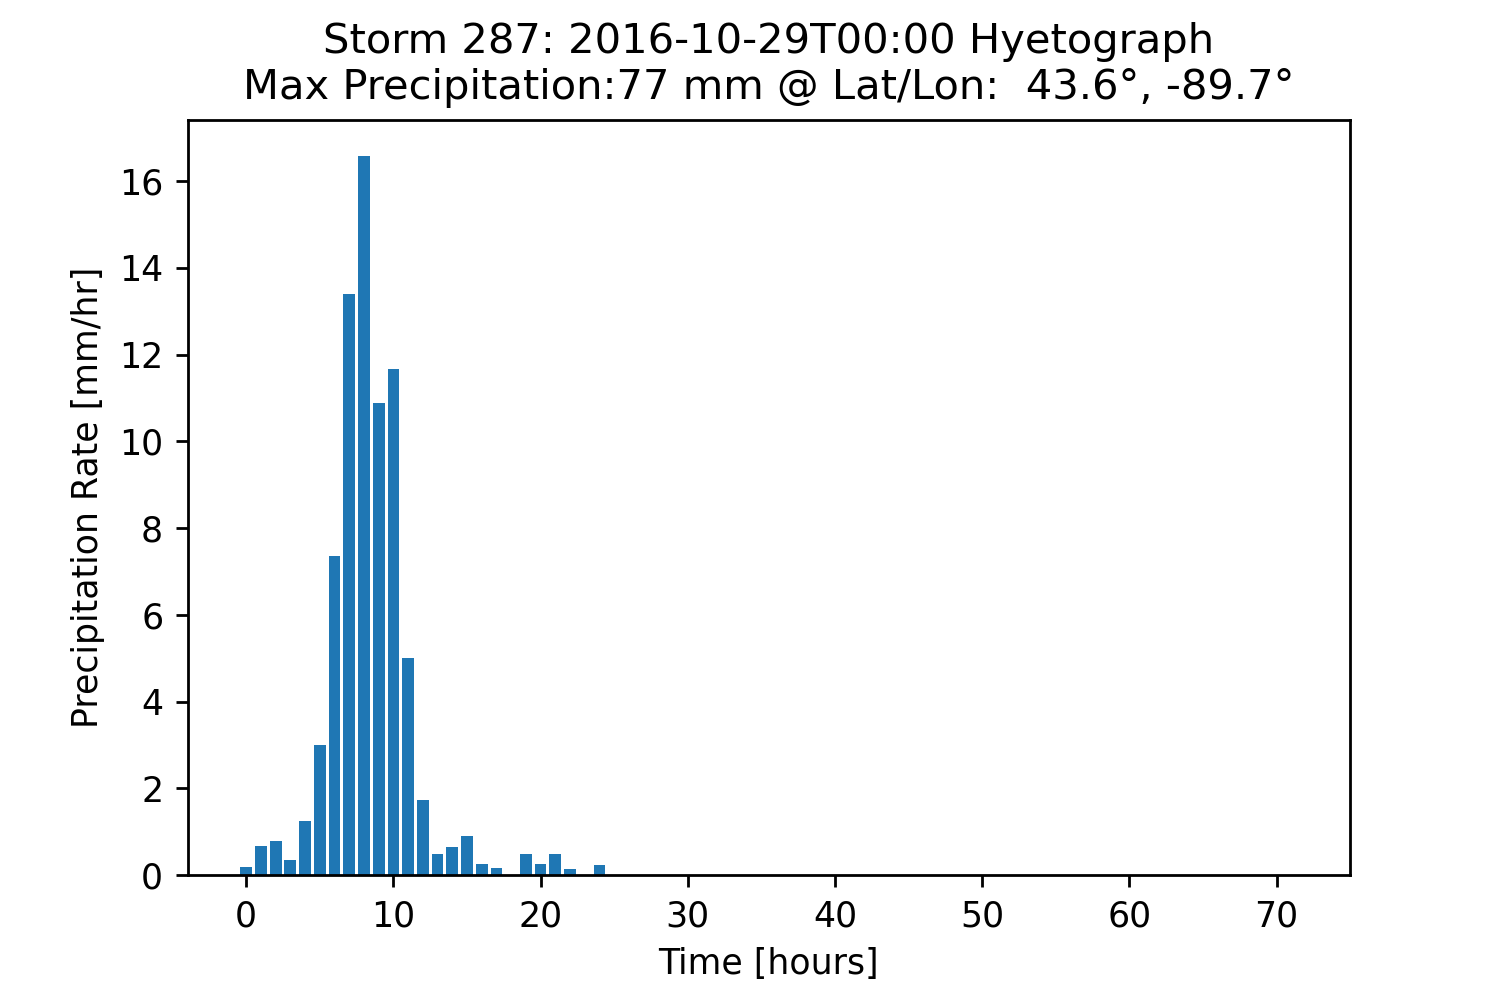 Storm 287: 2016-10-29T00:00 Hyetograph
Max Precipitation:77 mm @ Lat/Lon:  43.6°, -89.7°
Precipitation Rate [mm/hr]
16
14
12
10
8
6
4
2
0
0 10 20 30 40 50 60 70
Time [hours]